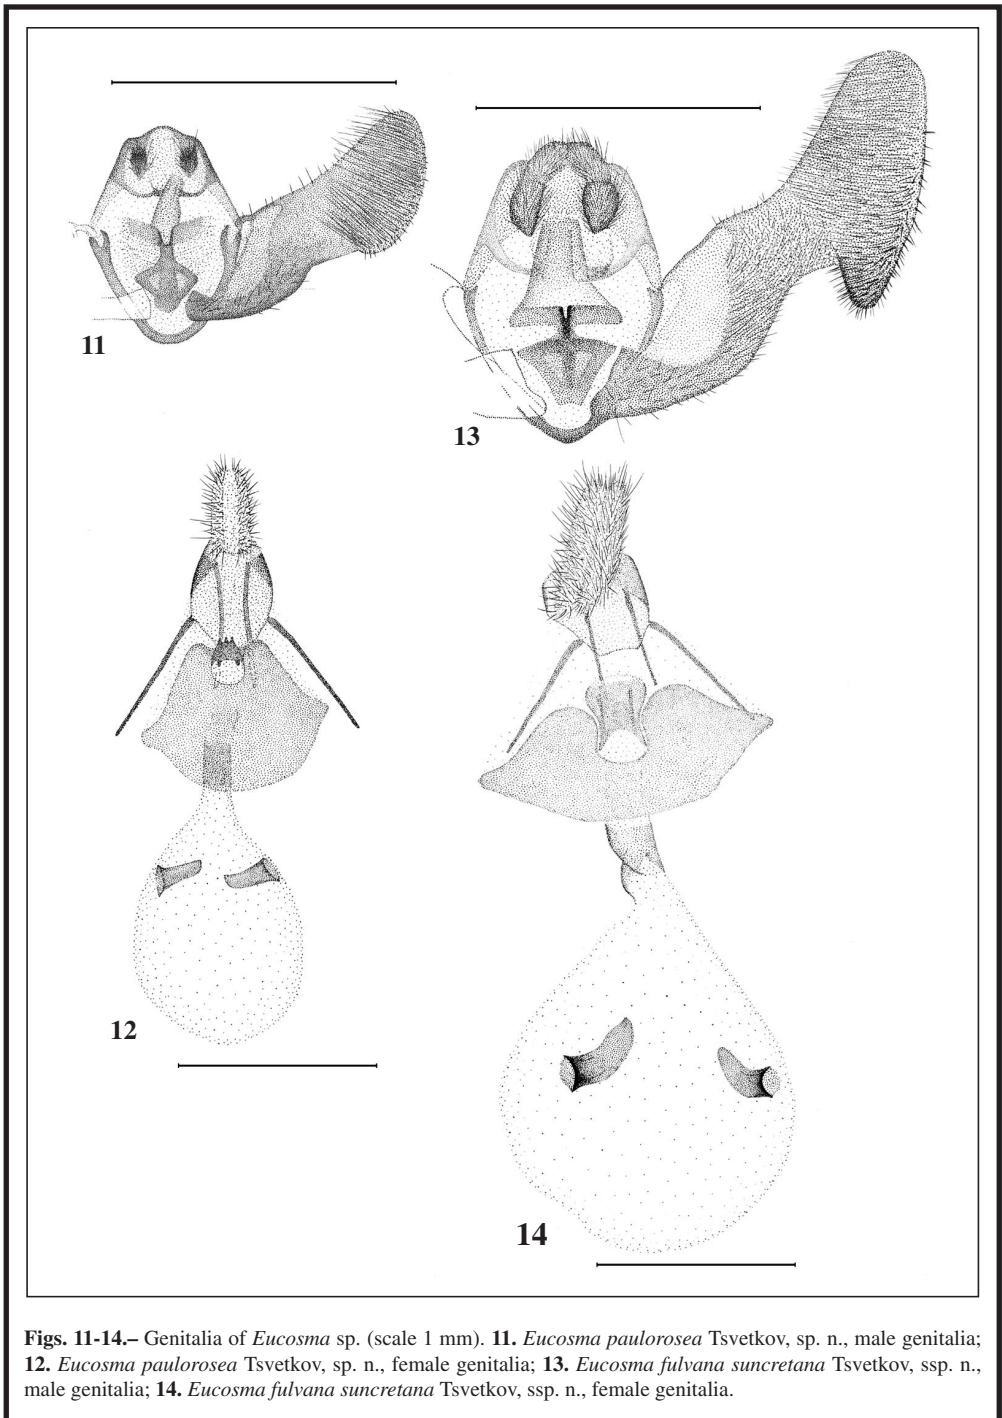 11
13
12
14
Figs. 11-14.– Genitalia of Eucosma sp. (scale 1 mm). 11. Eucosma paulorosea Tsvetkov, sp. n., male genitalia;
12. Eucosma paulorosea Tsvetkov, sp. n., female genitalia; 13. Eucosma fulvana suncretana Tsvetkov, ssp. n.,
male genitalia; 14. Eucosma fulvana suncretana Tsvetkov, ssp. n., female genitalia.